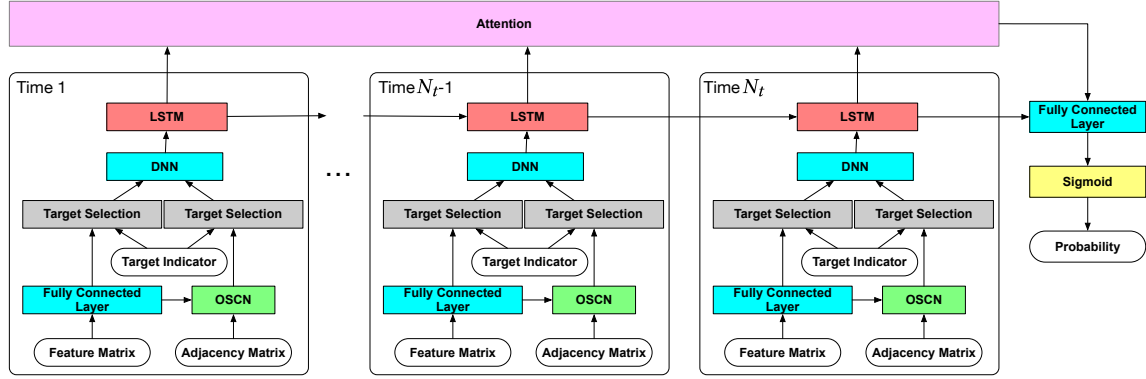 Attention
Time 1
LSTM
DNN
Target Selection
Target Selection
Target Indicator
Fully Connected
Layer
OSCN
Feature Matrix
Adjacency Matrix
...
Time N_t-1
LSTM
DNN
Target Selection
Target Selection
Target Indicator
Fully Connected
Layer
OSCN
Feature Matrix
Adjacency Matrix
Time N_t
LSTM
DNN
Target Selection
Target Selection
Target Indicator
Fully Connected
Layer
OSCN
Feature Matrix
Adjacency Matrix
Fully Connected
Layer
Sigmoid
Probability